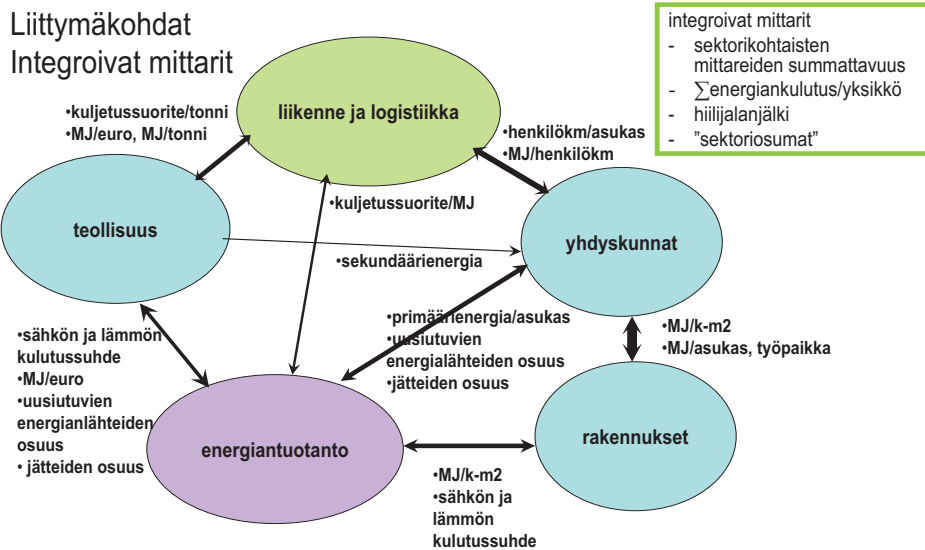 Liittymäkohdat
Integroivat mittarit
integroivat mittarit
- sektorikohtaisten
mittareiden summattavuus
- ∑energiankulutus/yksikkö
- hiilijalanjälki
- ”sektoriosumat”
•kuljetussuorite/tonni
•MJ/euro, MJ/tonni
liikenne ja logistiikka
•henkilökm/asukas
•MJ/henkilökm
•kuljetussuorite/MJ
teollisuus
yhdyskunnat
•sekundäärienergia
•primäärienergia/asukas
•uusiutuvien
energialähteiden osuus
•jätteiden osuus
•MJ/k-m2
•MJ/asukas, työpaikka
•sähkön ja lämmön
kulutussuhde
•MJ/euro
•uusiutuvien
energianlähteiden
osuus
• jätteiden osuus
energiantuotanto
rakennukset
•MJ/k-m2
•sähkön ja
lämmön
kulutussuhde